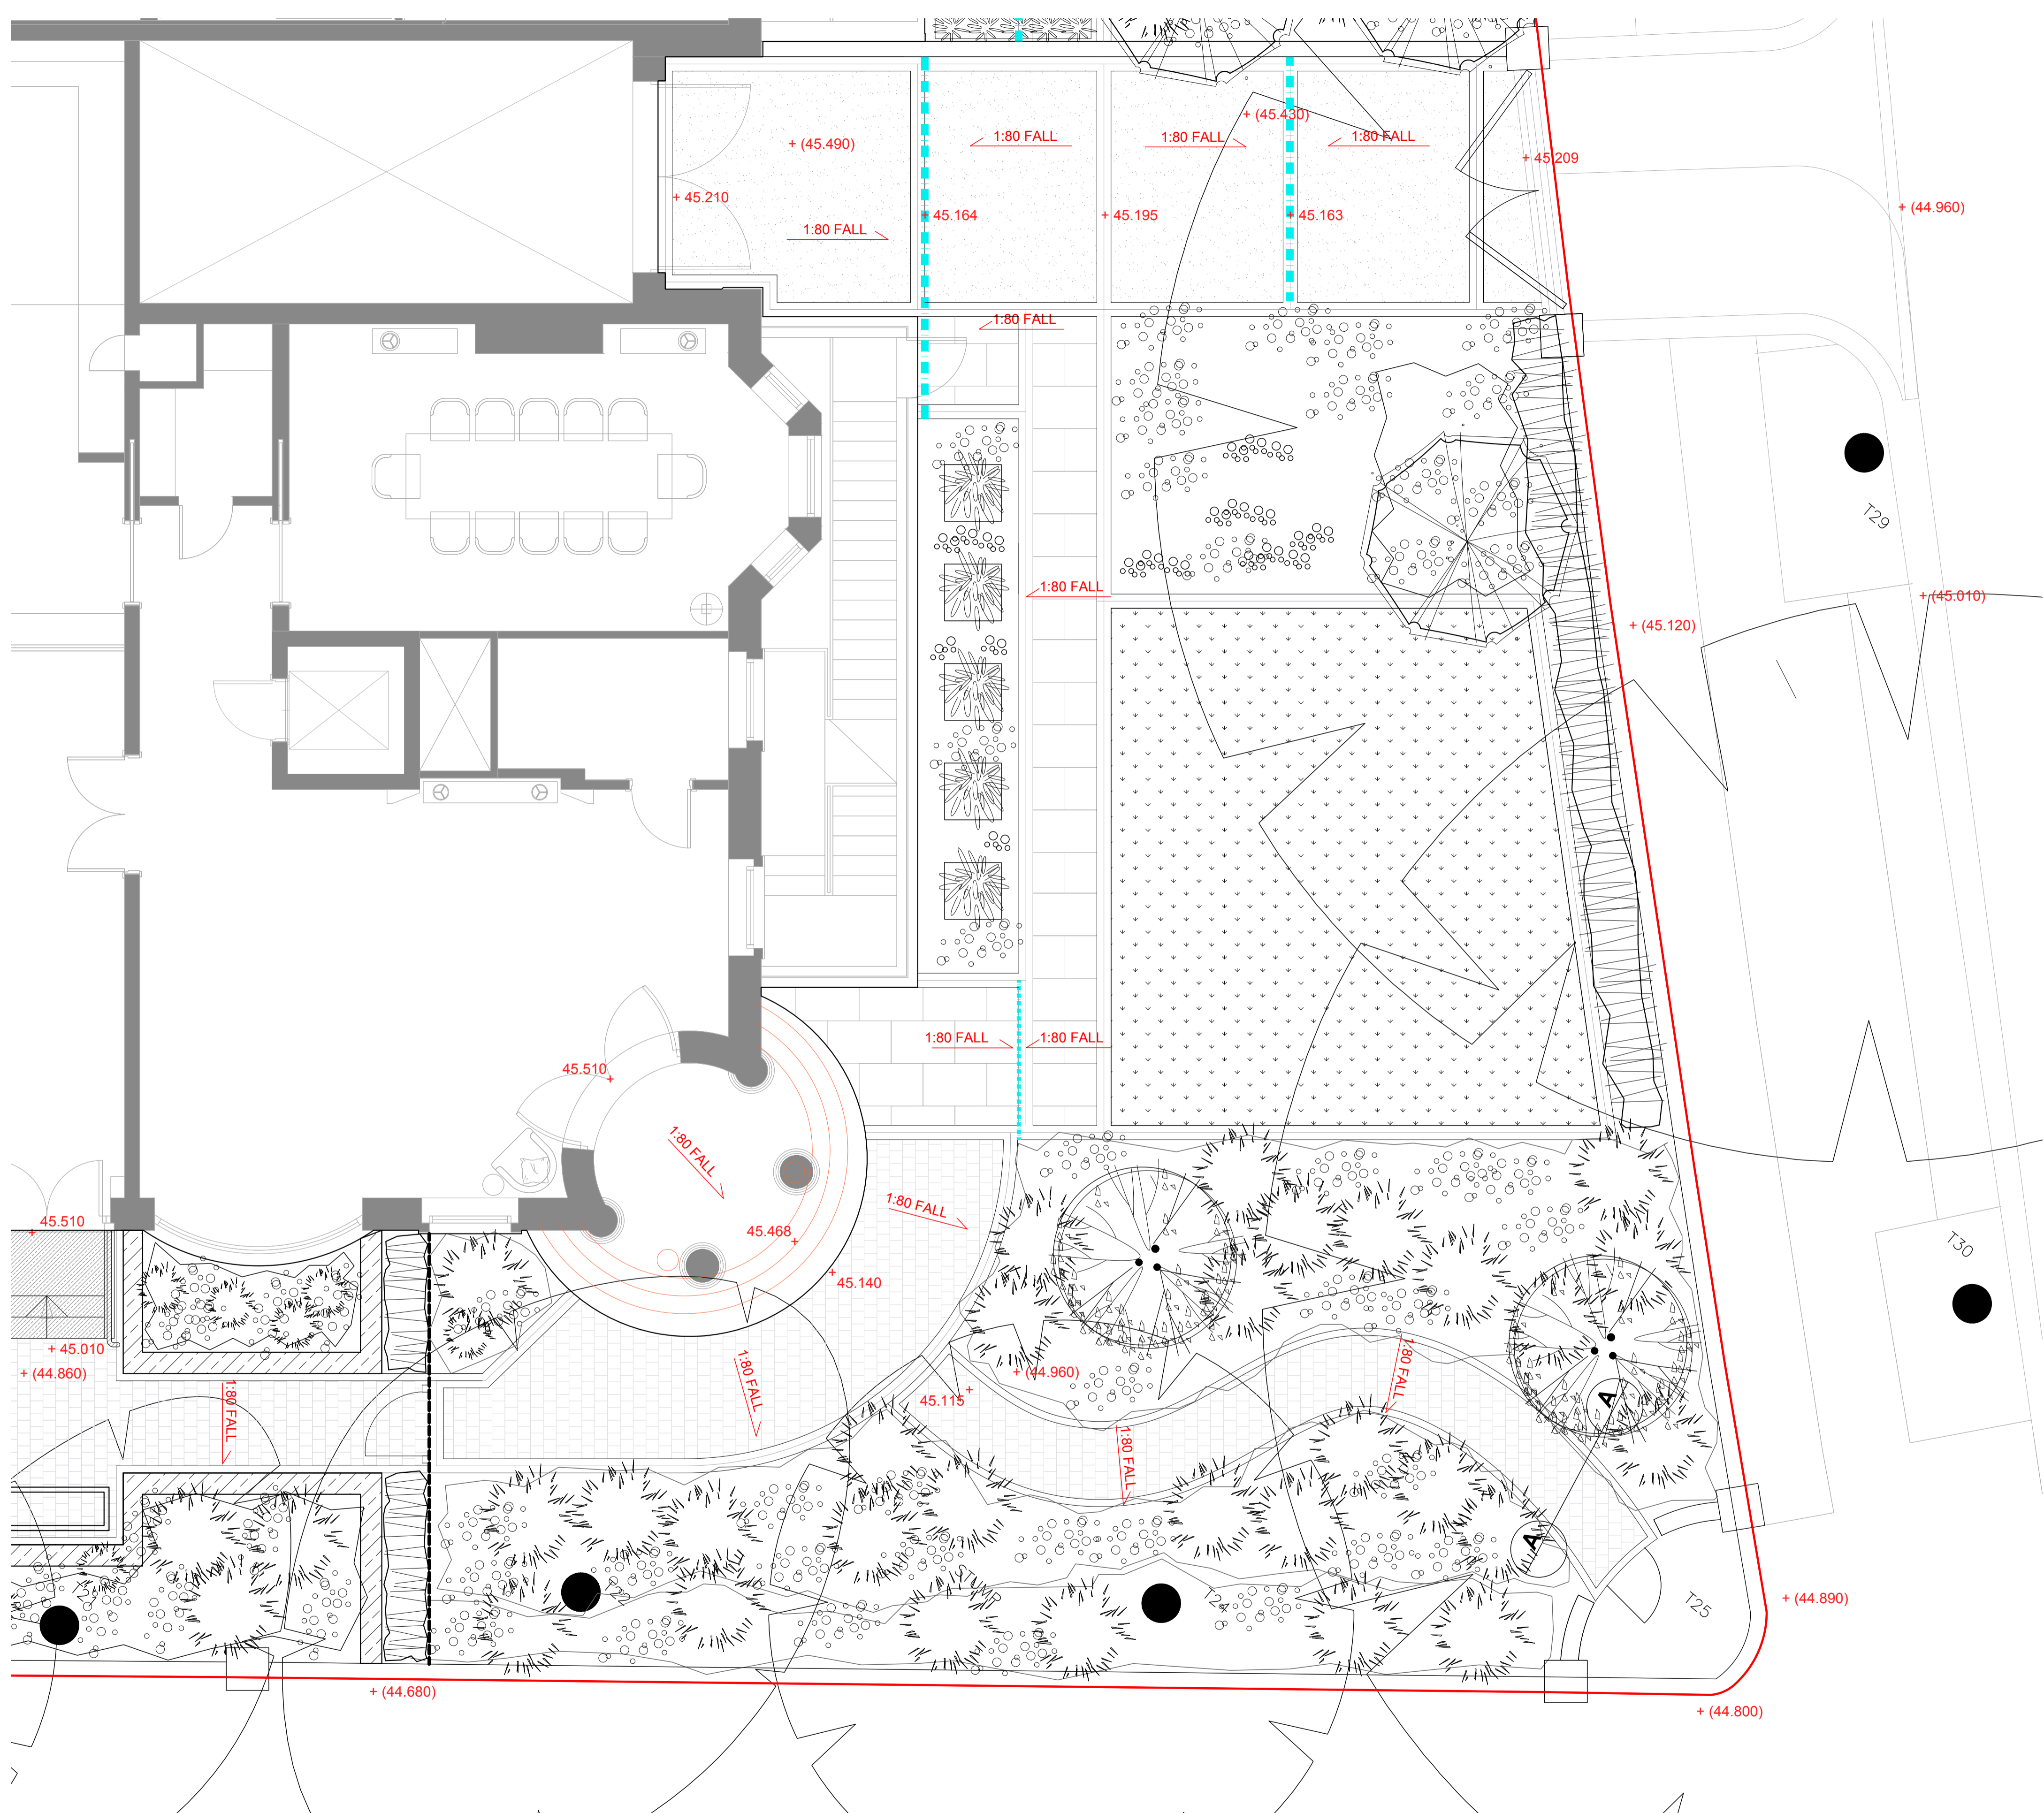 + (45.430)
1:80 FALL
1:80 FALL
1:80 FALL
+ (45.490)
+ 45.209
+ 45.210
+ (44.960)
+ 45.164
+ 45.195
+ 45.163
1:80 FALL
1:80 FALL
T29
1:80 FALL
+ (45.010)
+ (45.120)
1:80 FALL
1:80 FALL
45.510
1:80 FALL
1:80 FALL
45.510
45.468
T30
45.140
+ 45.010
+ (44.860)
1:80 FALL
1:80 FALL
+ (44.960)
45.115
1:80 FALL
A
1:80 FALL
A
T22
T24
T25
+ (44.890)
+ (44.680)
+ (44.800)